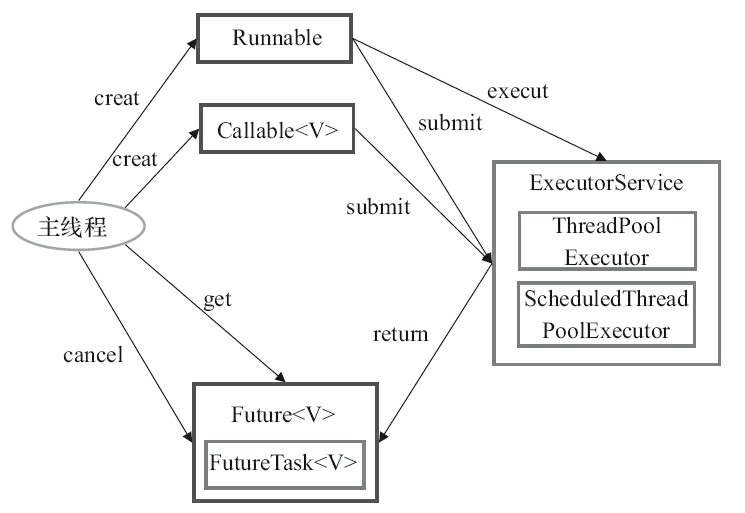 Runnable
creat
execut
submit
Callable<V>
creat
ExecutorService
submit
主线程
ThreadPool
Executor
ScheduledThread
PoolExecutor
get
return
cancel
Future<V>
FutureTask<V>